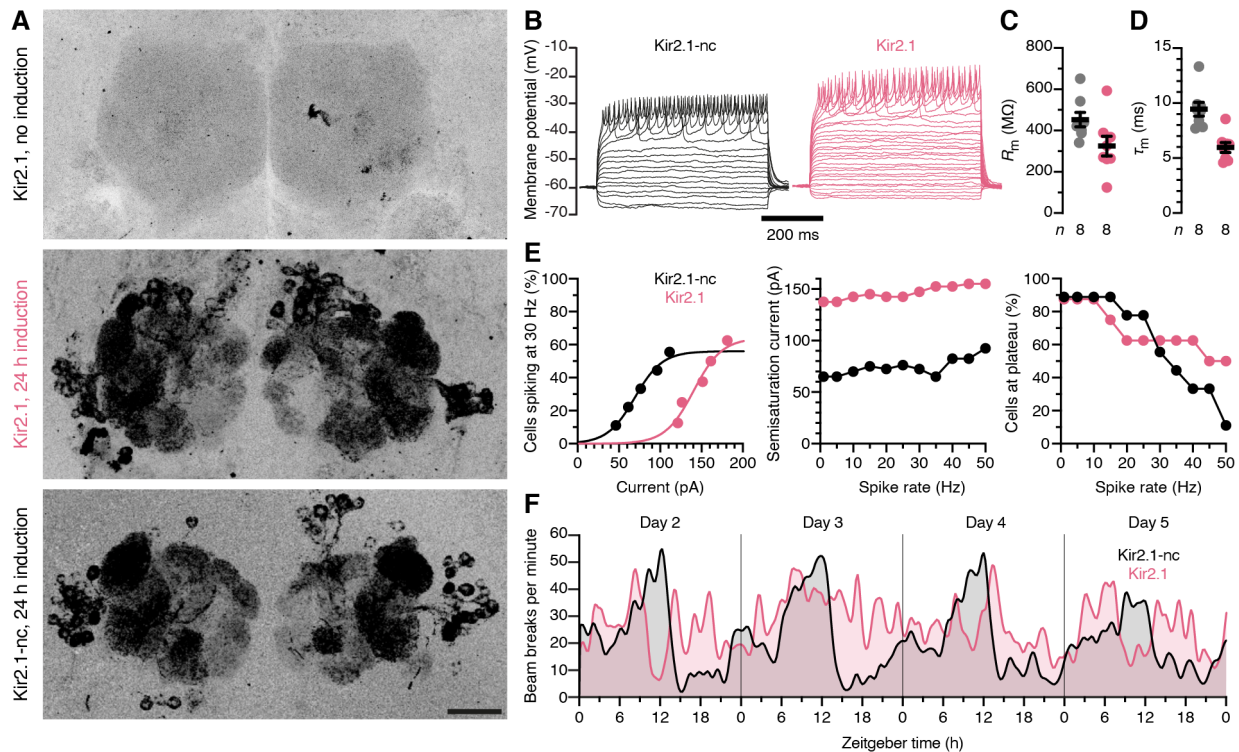 A
Kir2.1, no induction
Kir2.1, 24 h induction
Kir2.1-nc, 24 h induction
B
Kir2.1-nc
Kir2.1
Membrane potential (mV)
-10
-20
-30
-40
-50
-60
-70
200 ms
C
Rm (MΩ)
800
600
400
200
0
n 8 8
D
τm (ms)
15
10
5
0
n 8 8
E
Kir2.1-nc
Kir2.1
Cells spiking at 30 Hz (%)
100
80
60
40
20
0
0 50 100 150 200
Current (pA)
Semisaturation current (pA)
150
100
50
0
0 10 20 30 40 50
Spike rate (Hz)
Cells at plateau (%)
100
80
60
40
20
0
0 10 20 30 40 50
Spike rate (Hz)
F
Day 2 Day 3 Day 4 Day 5
Kir2.1-nc
Kir2.1
Beam breaks per minute
60
50
40
30
20
10
0
0 6 12 18 0 6 12 18 0 6 12 18 0 6 12 18 0
Zeitgeber time (h)